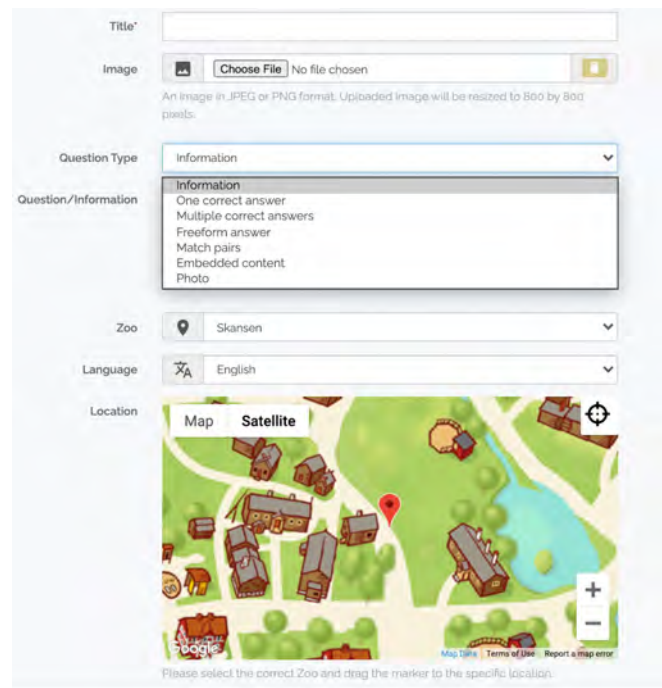 Title*
Image
Choose File No file chosen
An image in JPEG or PNG format. Uploaded image will be resized to 800 by 800
pixels.
Question Type
Information
Question/Information
Information
One correct answer
Multiple correct answers
Freeform answer
Match pairs
Embedded content
Photo
Zoo
Skansen
Language
English
Location
Map Satellite
Google
Map Data Terms of Use Report a map error
Please select the correct Zoo and drag the marker to the specific location.